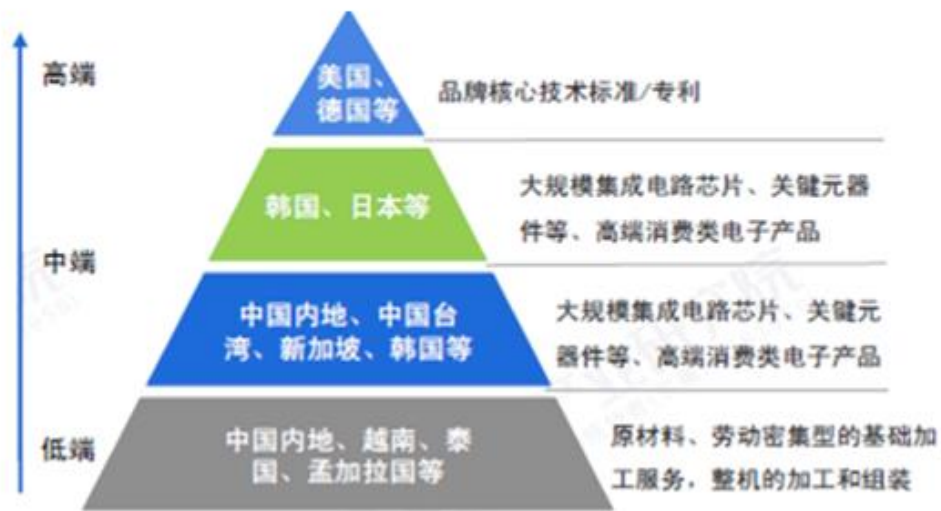 高端
美国、
德国等
品牌核心技术标准/专利
韩国、日本等
大规模集成电路芯片、关键元器
件等、高端消费类电子产品
中端
中国内地、中国台
湾、新加坡、韩国等
大规模集成电路芯片、关键元
器件等、高端消费类电子产品
低端
中国内地、越南、泰
国、孟加拉国等
原材料、劳动密集型的基础加
工服务，整机的加工和组装